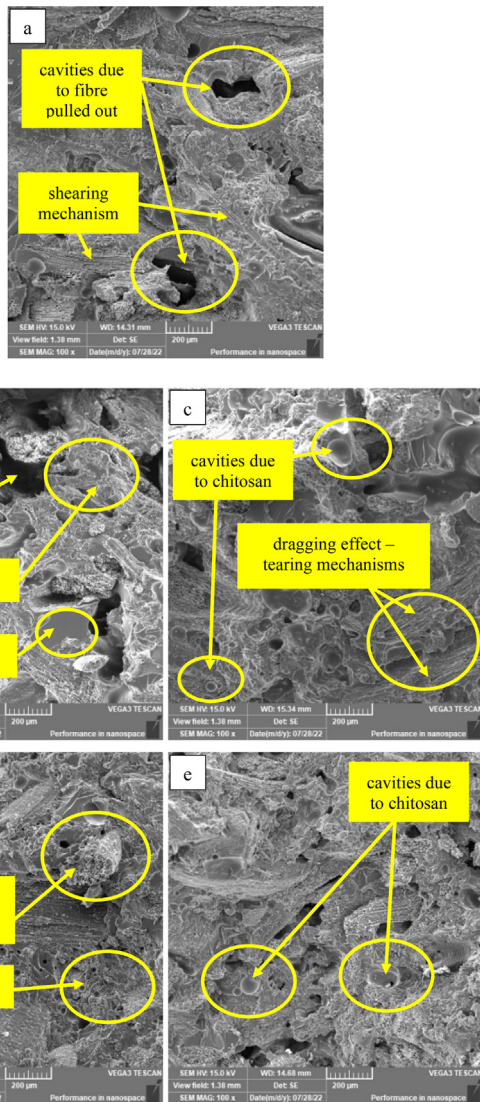 a
cavities due
to fibre
pulled out
shearing
mechanism
SEM HV: 15.0 kV WD: 14.31 mm VEGA3 TESCAN
View field: 1.38 mm Det: SE 200 µm
SEM MAG: 100 x Date(m/d/y): 07/28/22 Performance in nanospace
c
cavities due
to chitosan
dragging effect –
tearing mechanisms
VEGA3 TESCAN
200 µm
Performance in nanospace
SEM HV: 15.0 kV WD: 15.34 mm VEGA3 TESCAN
View field: 1.38 mm Det: SE 200 µm
SEM MAG: 100 x Date(m/d/y): 07/28/22 Performance in nanospace
e
cavities due
to chitosan
VEGA3 TESCAN
200 µm
Performance in nanospace
SEM HV: 15.0 kV WD: 14.68 mm VEGA3 TESCAN
View field: 1.38 mm Det: SE 200 µm
SEM MAG: 100 x Date(m/d/y): 07/28/22 Performance in nanospace